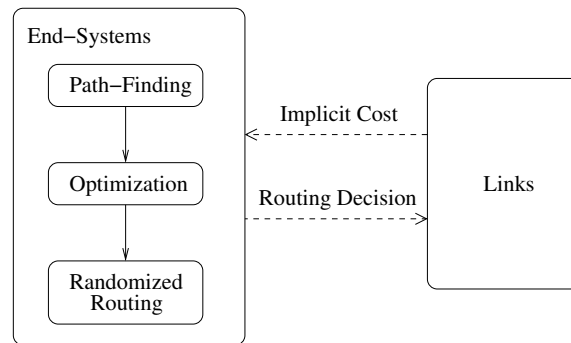 End−Systems
Path−Finding
Implicit Cost
Optimization
Links
Routing Decision
Randomized
Routing